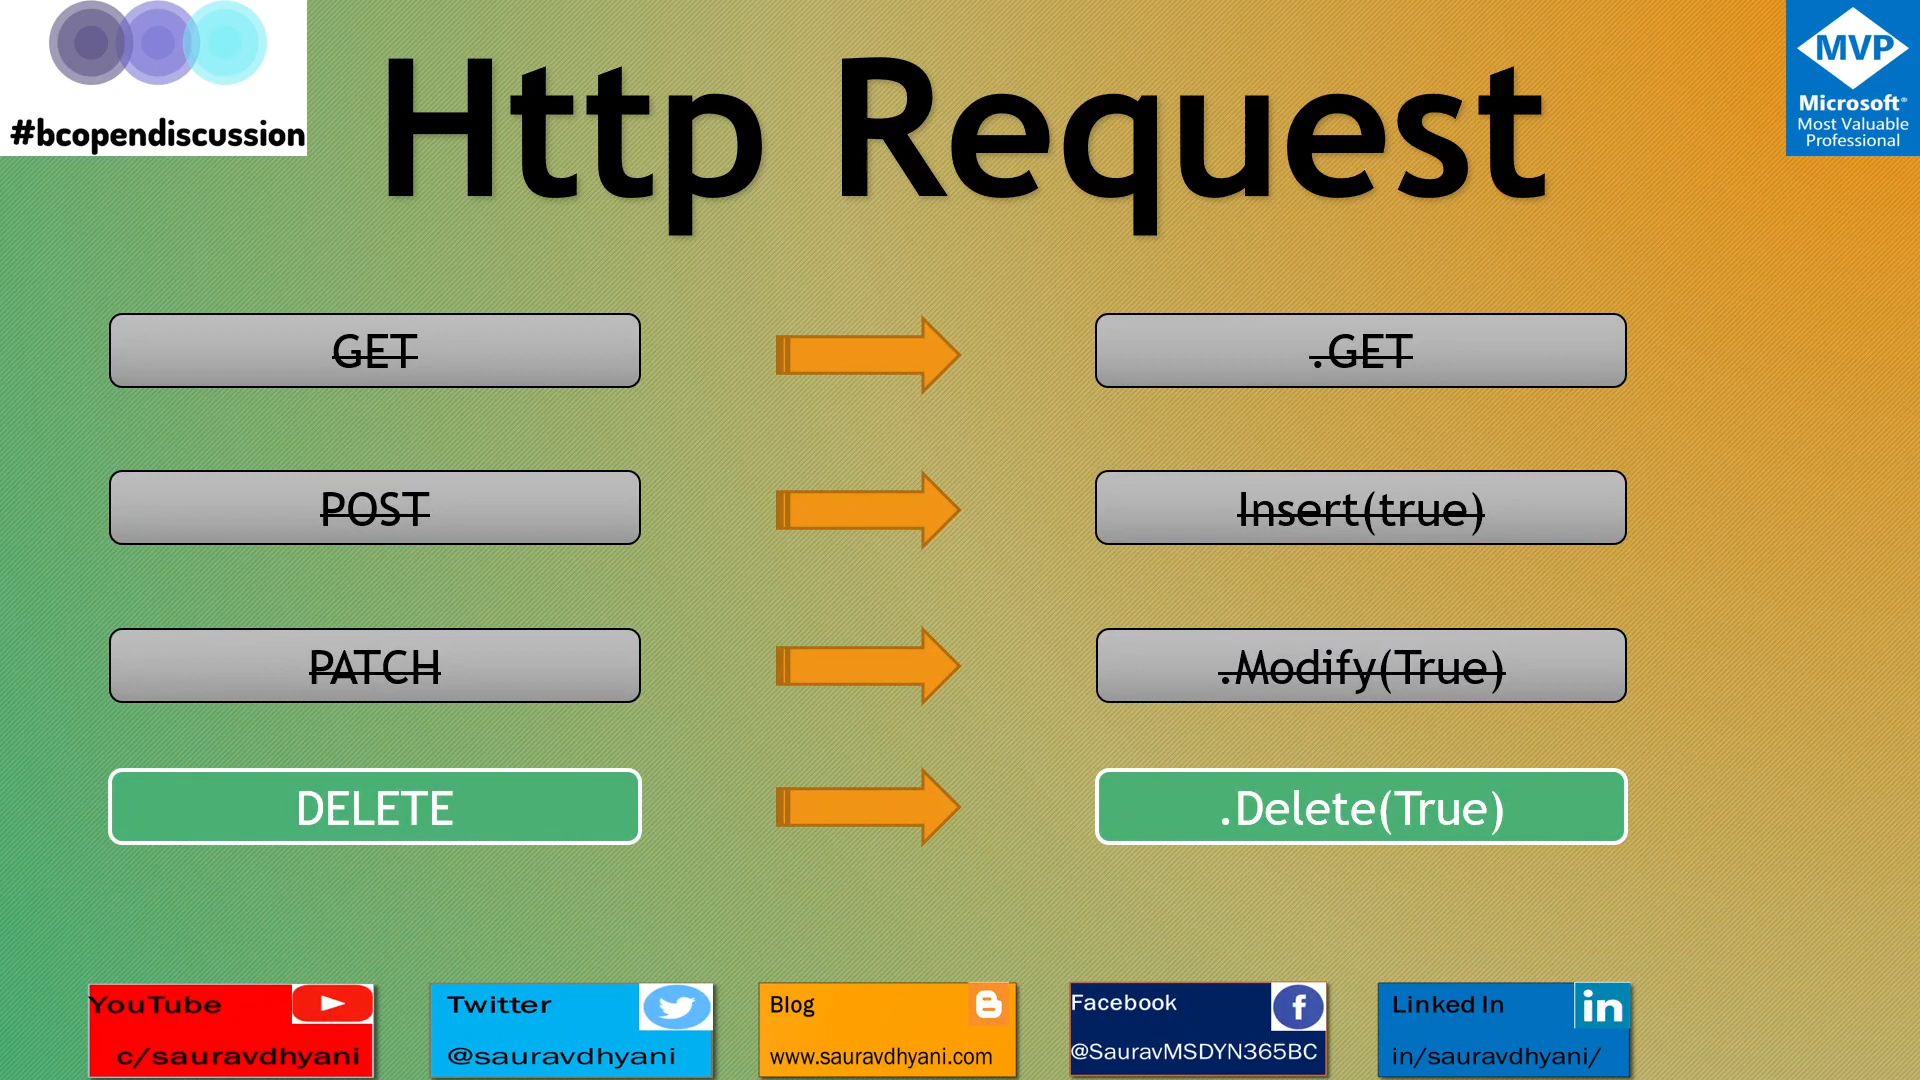 #bcopendiscussion
Http Request
MVP
Microsoft®
Most Valuable
Professional
GET
.GET
POST
Insert(true)
PATCH
.Modify(True)
DELETE
.Delete(True)
YouTube
c/sauravdhyani
Twitter
@sauravdhyani
Blog
www.sauravdhyani.com
Facebook
@SauravMSDYN365BC
Linked In
in/sauravdhyani/